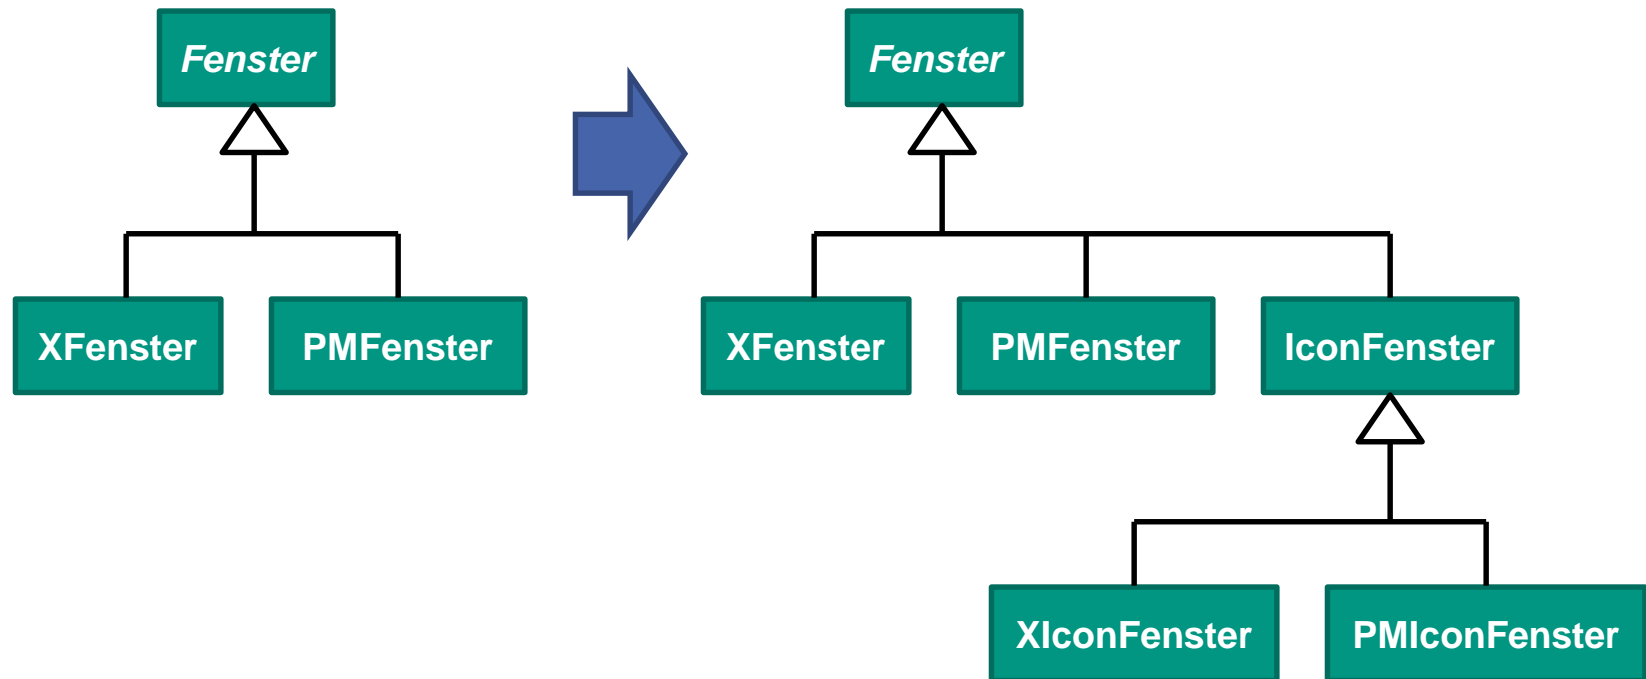 Fenster
XFenster
PMFenster
Fenster
XFenster
PMFenster
IconFenster
XIconFenster
PMIconFenster